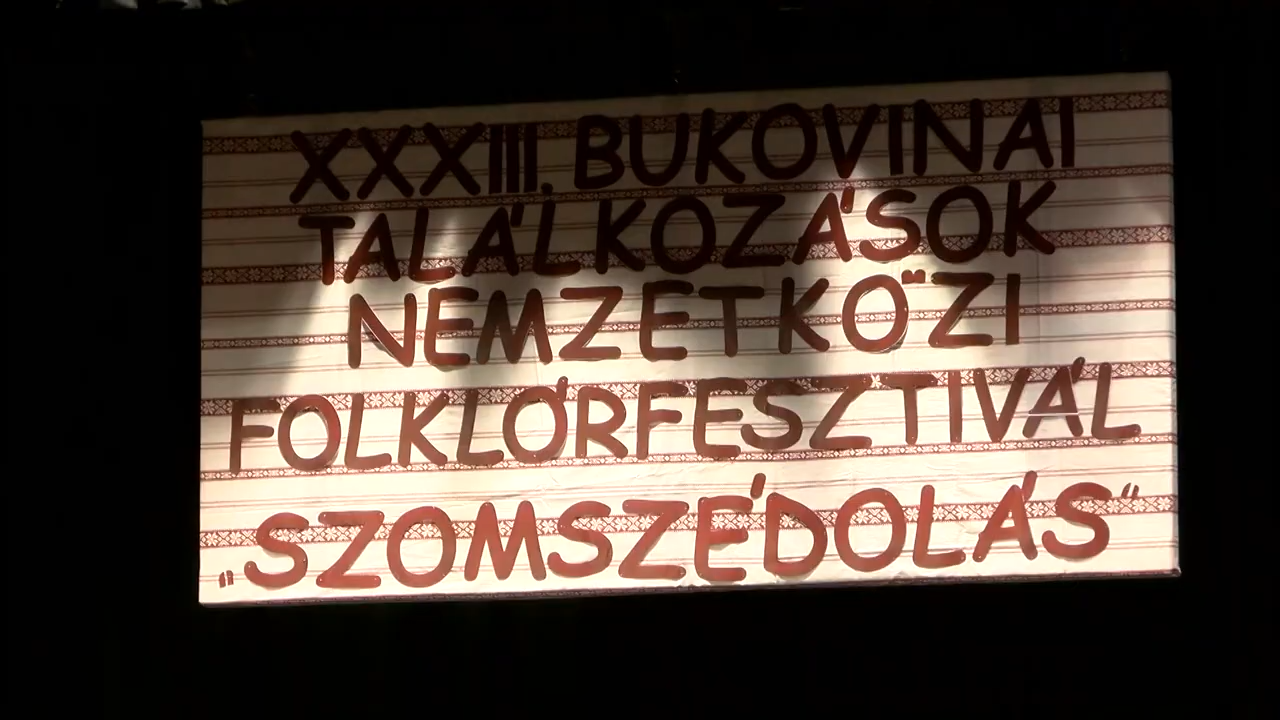 XXXIII. BUKOVINAI
TALÁLKOZÁSOK
NEMZETKÖZI
FOLKLÓRFESZTIVÁL
„SZOMSZÉDOLÁS"